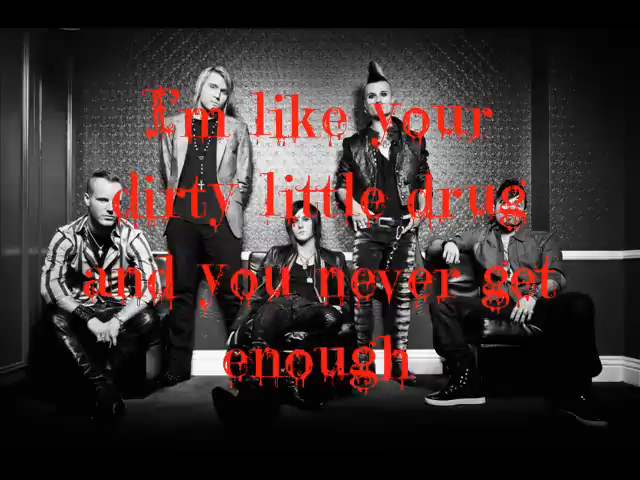 I'm like your
dirty little drug
and you never get
enough